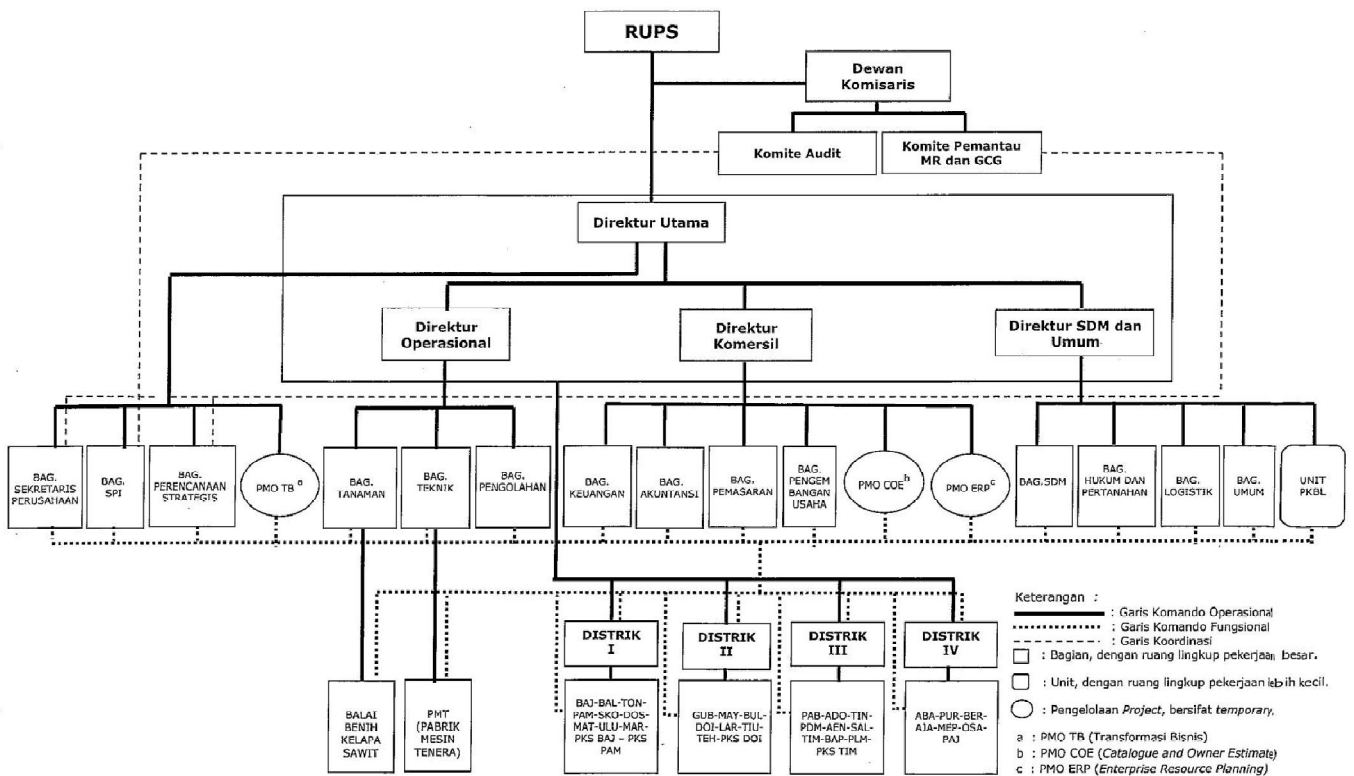 RUPS
Dewan
Komisaris
Komite Audit
Komite Pemantau
MR dan GCG
Direktur Utama
Direktur
Operasional
Direktur
Komersil
Direktur SDM dan
Umum
BAG.
SEKRETARIS
PERUSAHAAN
BAG.
SPI
BAG.
PERENCANAAN
STRATEGIS
PMO TB a
BAG.
TANAMAN
BAG.
TEKNIK
BAG.
PENGOLAHAN
BAG.
KEUANGAN
BAG.
AKUNTANSI
BAG.
PEMASARAN
BAG.
PENGEM
BANGAN
USAHA
PMO COE b
PMO ERP c
BAG.SDM
BAG.
HUKUM DAN
PERTANAHAN
BAG.
LOGISTIK
BAG.
UMUM
UNIT
PKBL
DISTRIK
I
DISTRIK
II
DISTRIK
III
DISTRIK
IV
BALAI
BENIH
KELAPA
SAWIT
PMT
(PABRIK
MESIN
TENERA)
BAJ-BAL-TON-
PAM-SKO-DOS-
MAT-ULU-MAR-
PKS BAJ – PKS
PAM
GUB-MAY-BUL-
DOI-LAR-TIU-
TEH-PKS DOI
PAB-ADO-TIN-
PDM-AEN-SAL-
TIM-BAP-PLM-
PKS TIM
ABA-PUR-BER-
AJA-MEP-OSA-
PAJ
Keterangan :
: Garis Komando Operasional
: Garis Komando Fungsional
: Garis Koordinasi
: Bagian, dengan ruang lingkup pekerjaan besar.
: Unit, dengan ruang lingkup pekerjaan lebih kecil.
: Pengelolaan Project, bersifat temporary.
a : PMO TB (Transformasi Bisnis)
b : PMO COE (Catalogue and Owner Estimate)
c : PMO ERP (Enterprise Resource Planning)